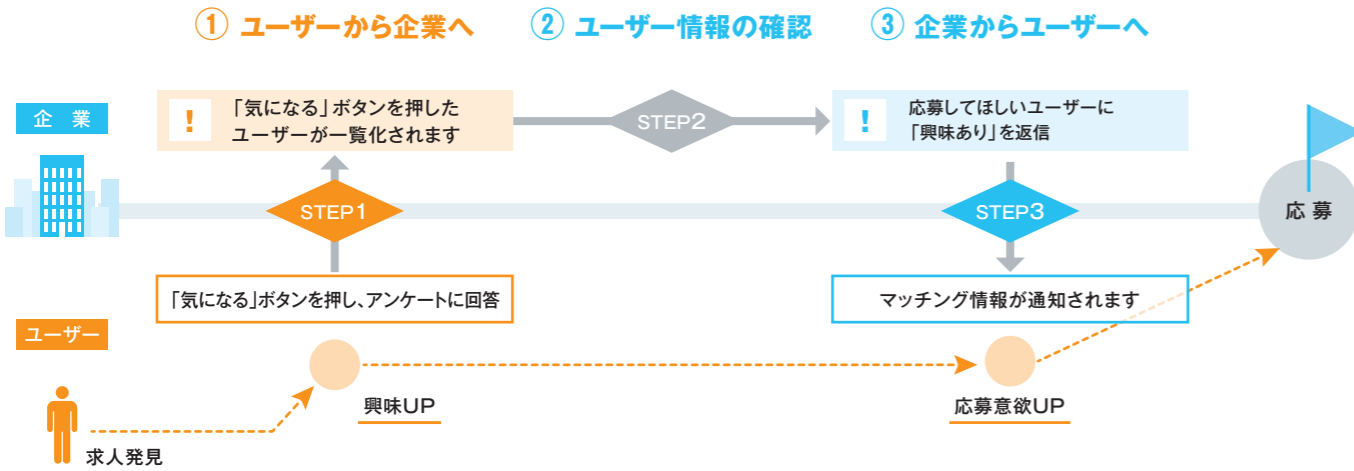 ① ユーザーから企業へ
② ユーザー情報の確認
③ 企業からユーザーへ
企 業
! 「気になる」ボタンを押した
ユーザーが一覧化されます
STEP2
! 応募してほしいユーザーに
「興味あり」を返信
STEP1
STEP3
応 募
「気になる」ボタンを押し、アンケートに回答
マッチング情報が通知されます
ユーザー
興味UP
応募意欲UP
求人発見